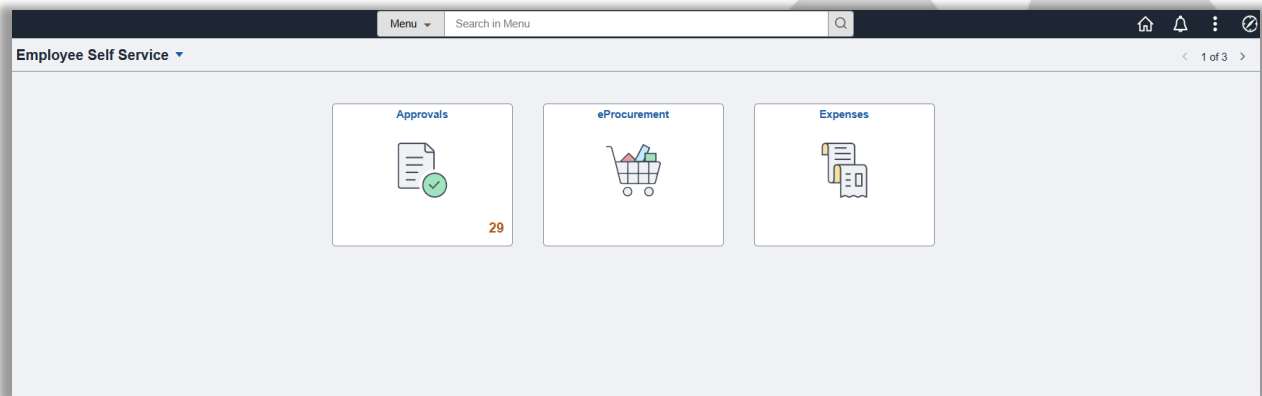 Menu
Search in Menu
Employee Self Service
1 of 3
Approvals
eProcurement
Expenses
29